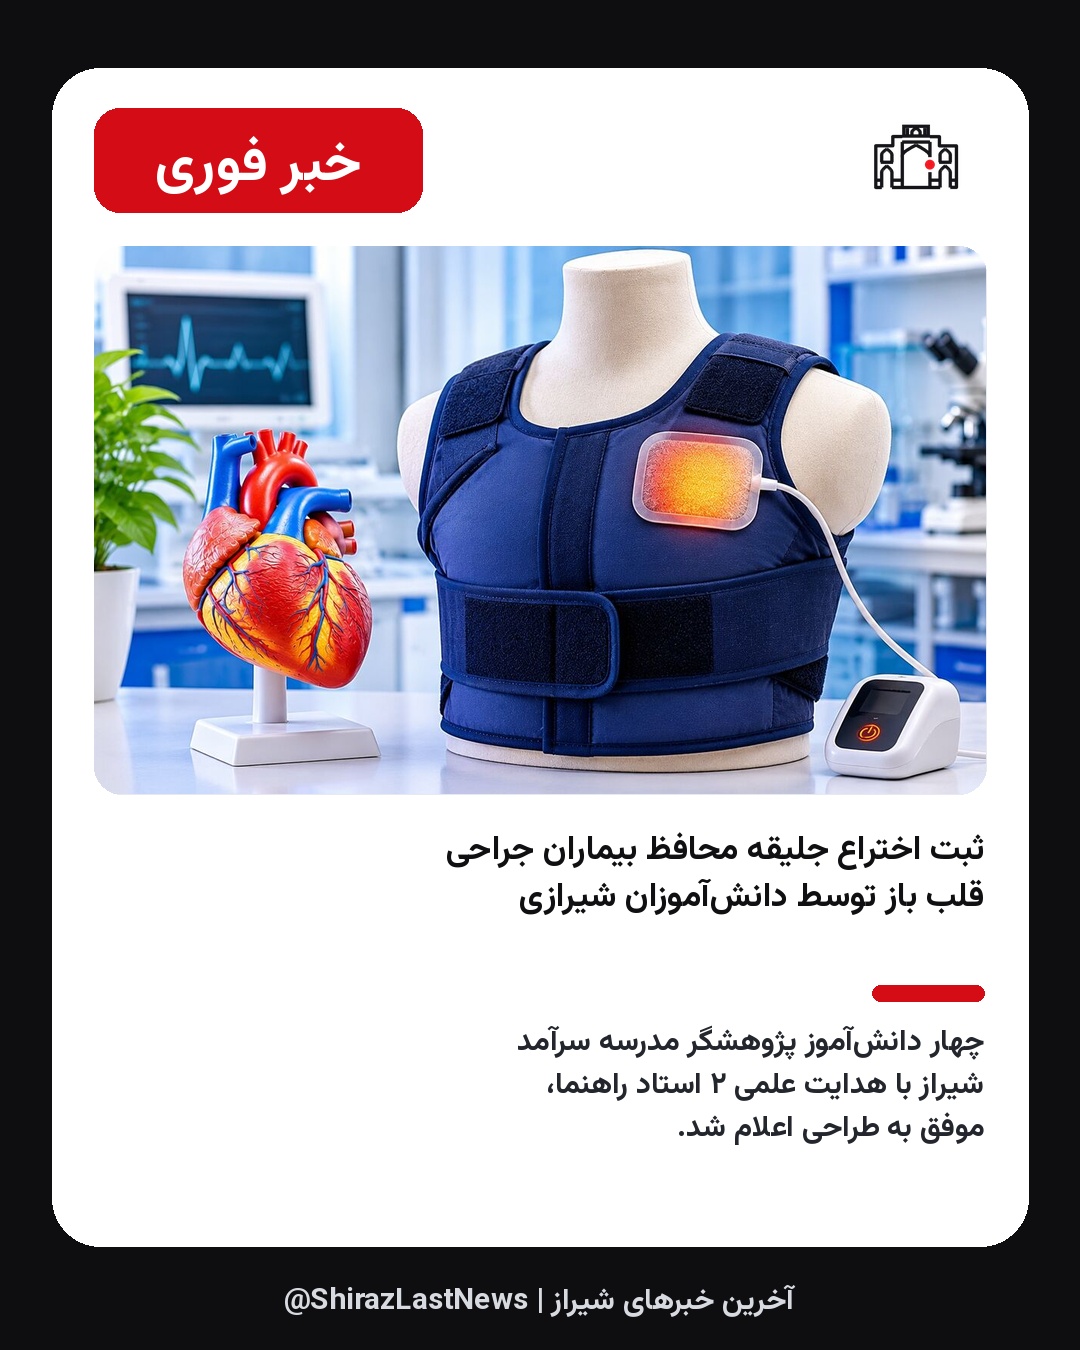 خبر فوری
ثبت اختراع جلیقه محافظ بیماران جراحی
قلب باز توسط دانش‌آموزان شیرازی
چهار دانش‌آموز پژوهشگر مدرسه سرآمد
شیراز با هدایت علمی ۲ استاد راهنما،
موفق به طراحی اعلام شد.
آخرین خبرهای شیراز | @ShirazLastNews